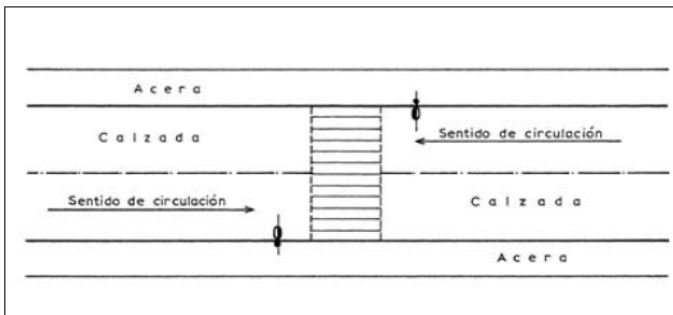 Acera
Calzada
Sentido de circulación
Sentido de circulación
Calzada
Acera